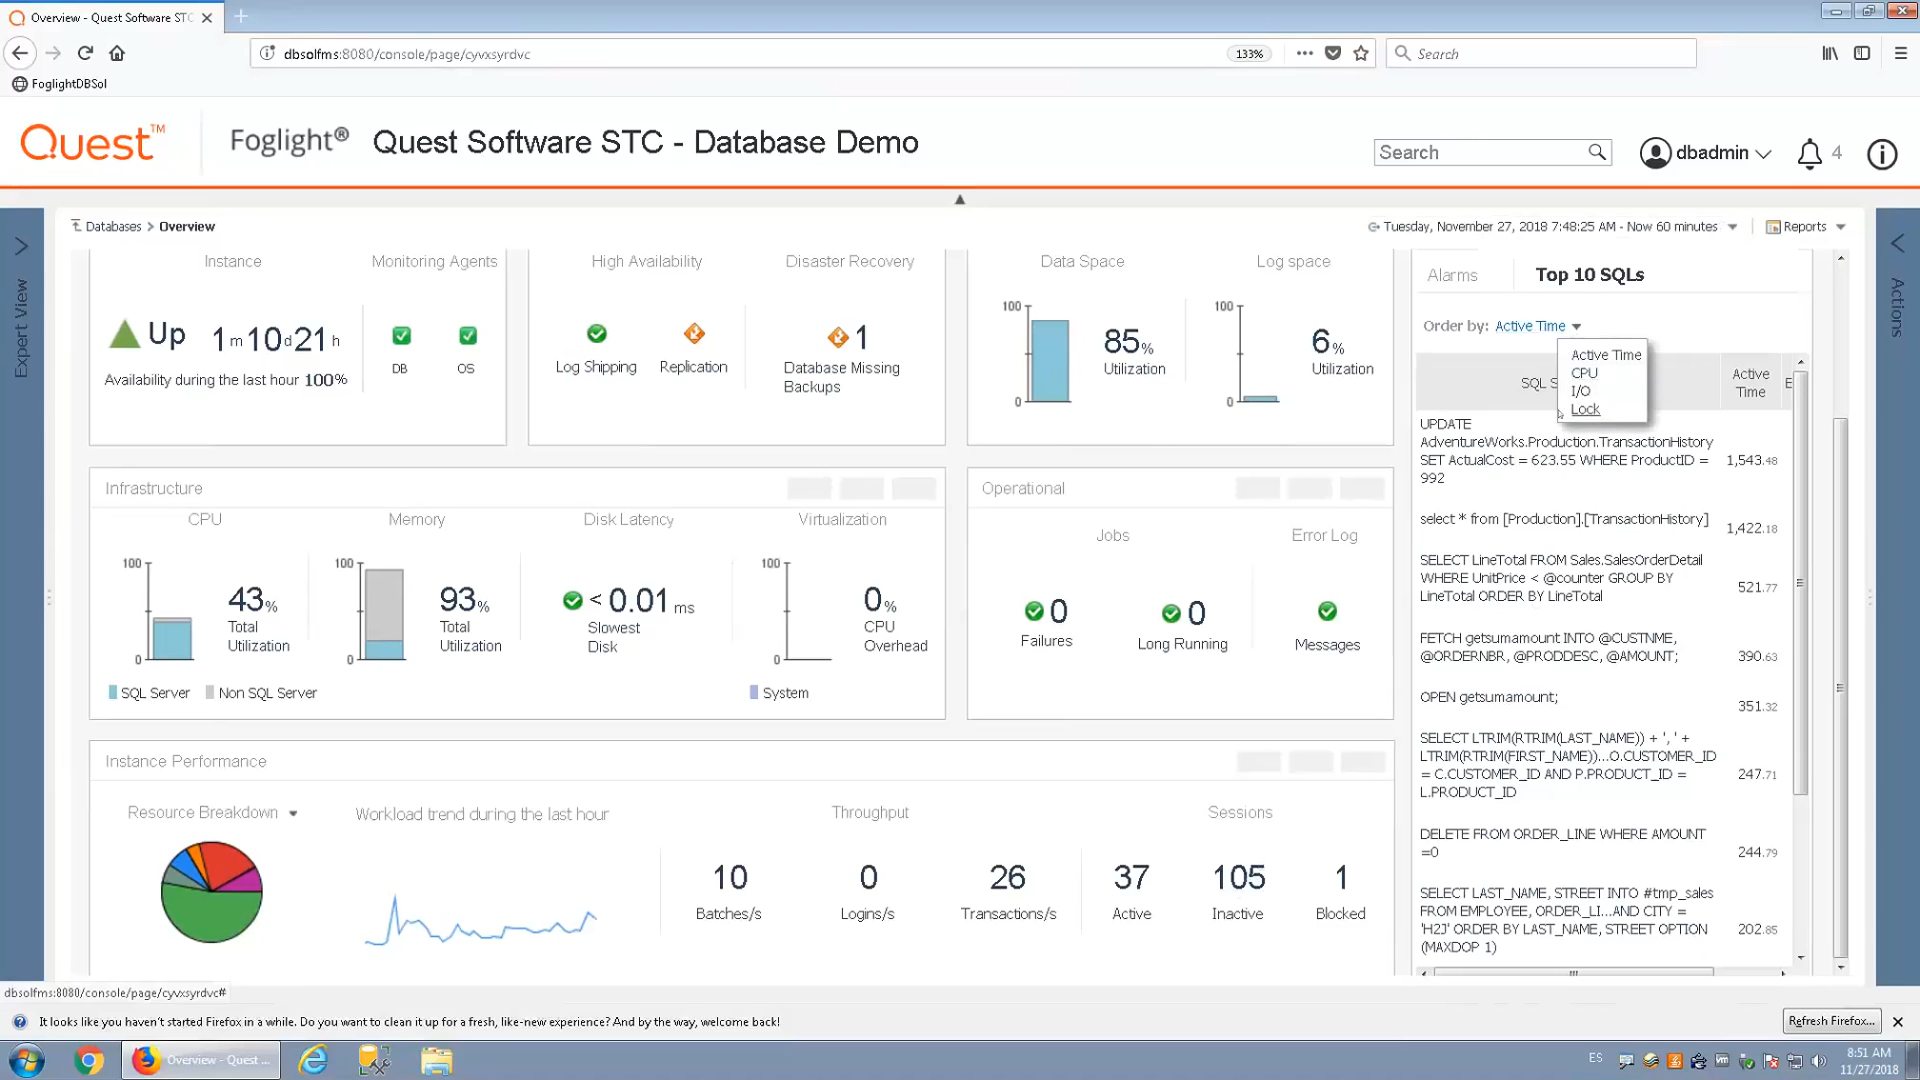 Overview - Quest Software STC
dbsolfms:8080/console/page/cyvxsyrdvc
133%
Search
FoglightDBSol
Quest™
Foglight®
Quest Software STC - Database Demo
Search
dbadmin
4
Databases > Overview
Tuesday, November 27, 2018 7:48:25 AM - Now 60 minutes
Reports
Expert View
Actions
Instance
Monitoring Agents
Up
1m10d21h
DB
OS
Availability during the last hour 100%
High Availability
Disaster Recovery
Log Shipping
Replication
1
Database Missing
Backups
Data Space
Log space
100
0
85%
Utilization
100
0
6%
Utilization
Infrastructure
CPU
Memory
Disk Latency
Virtualization
100
0
43%
Total
Utilization
100
0
93%
Total
Utilization
< 0.01 ms
Slowest
Disk
100
0
0%
CPU
Overhead
SQL Server
Non SQL Server
System
Operational
Jobs
Error Log
0
Failures
0
Long Running
Messages
Instance Performance
Resource Breakdown
Workload trend during the last hour
Throughput
Sessions
10
Batches/s
0
Logins/s
26
Transactions/s
37
Active
105
Inactive
1
Blocked
Alarms
Top 10 SQLs
Order by: Active Time
Active Time
CPU
I/O
Lock
SQL S
Active
Time
E
UPDATE
AdventureWorks.Production.TransactionHistory
SET ActualCost = 623.55 WHERE ProductID =
992
1,543.48
select * from [Production].[TransactionHistory]
1,422.18
SELECT LineTotal FROM Sales.SalesOrderDetail
WHERE UnitPrice < @counter GROUP BY
LineTotal ORDER BY LineTotal
521.77
FETCH getsumamount INTO @CUSTNME,
@ORDERNBR, @PRODDESC, @AMOUNT;
390.63
OPEN getsumamount;
351.32
SELECT LTRIM(RTRIM(LAST_NAME)) + ', ' +
LTRIM(RTRIM(FIRST_NAME))...O.CUSTOMER_ID
= C.CUSTOMER_ID AND P.PRODUCT_ID =
L.PRODUCT_ID
247.71
DELETE FROM ORDER_LINE WHERE AMOUNT
=0
244.79
SELECT LAST_NAME, STREET INTO #tmp_sales
FROM EMPLOYEE, ORDER_LI...AND CITY =
'H2J' ORDER BY LAST_NAME, STREET OPTION
(MAXDOP 1)
202.85
dbsolfms:8080/console/page/cyvxsyrdvc#
It looks like you haven't started Firefox in a while. Do you want to clean it up for a fresh, like-new experience? And by the way, welcome back!
Refresh Firefox...
Overview - Quest ...
ES
8:51 AM
11/27/2018